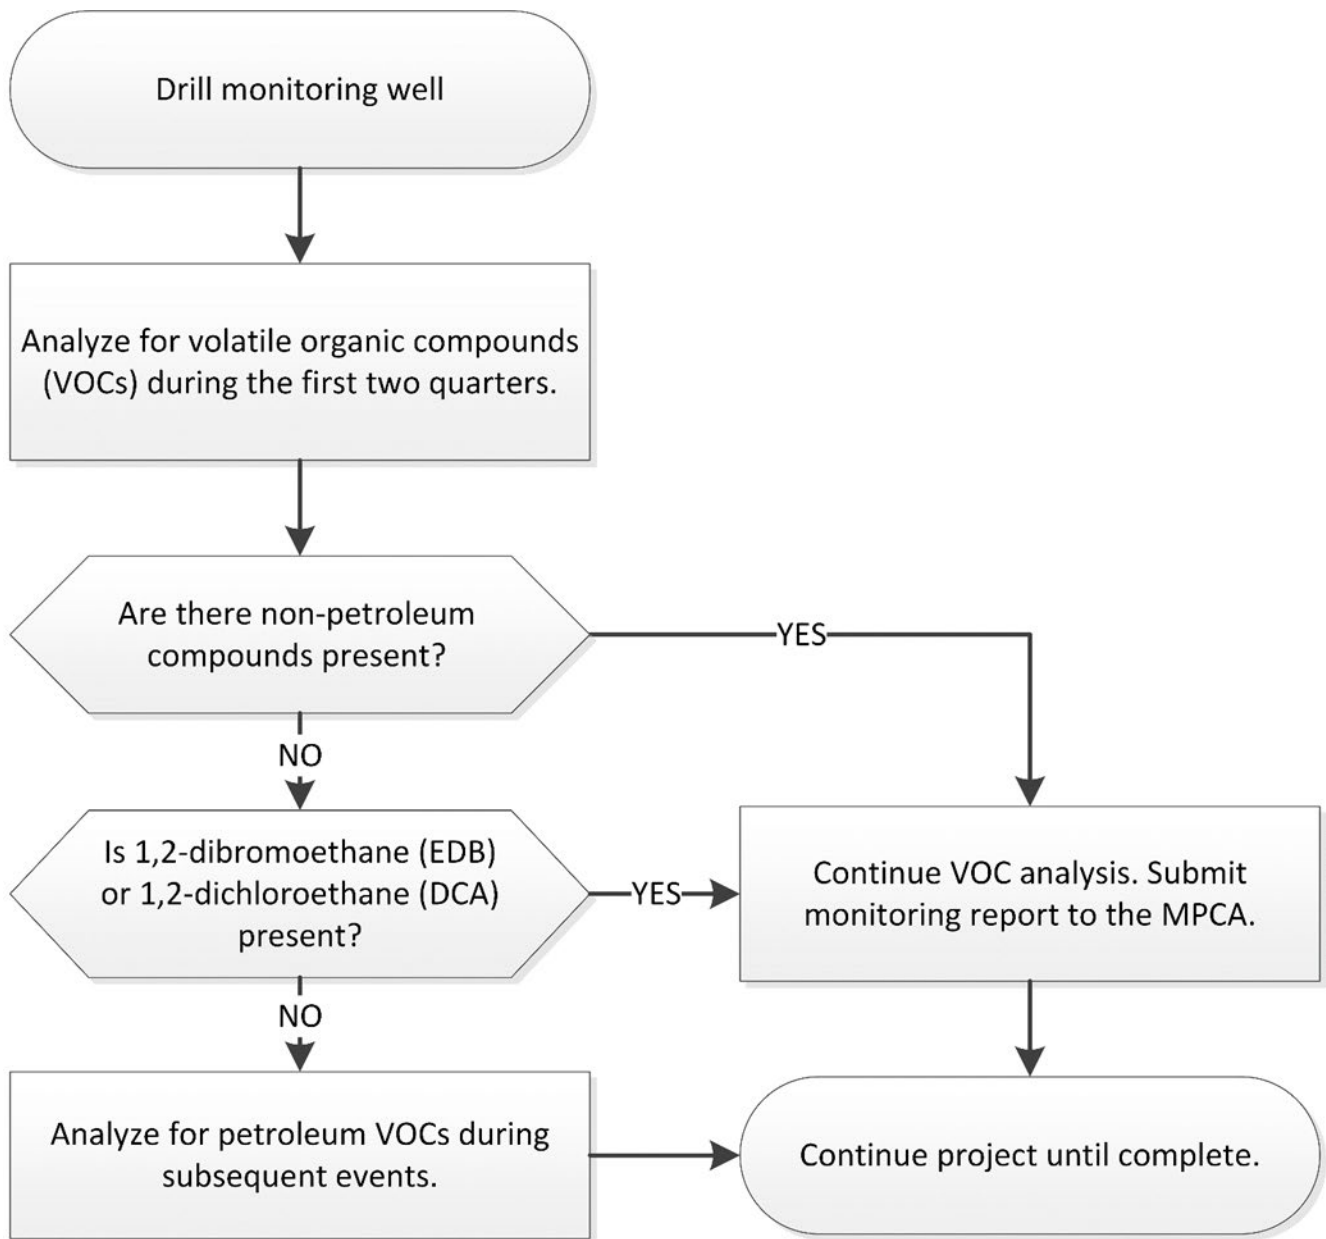 Drill monitoring well
Analyze for volatile organic compounds
(VOCs) during the first two quarters.
Are there non-petroleum
compounds present?
YES
NO
Is 1,2-dibromoethane (EDB)
or 1,2-dichloroethane (DCA)
present?
YES
Continue VOC analysis. Submit
monitoring report to the MPCA.
NO
Analyze for petroleum VOCs during
subsequent events.
Continue project until complete.